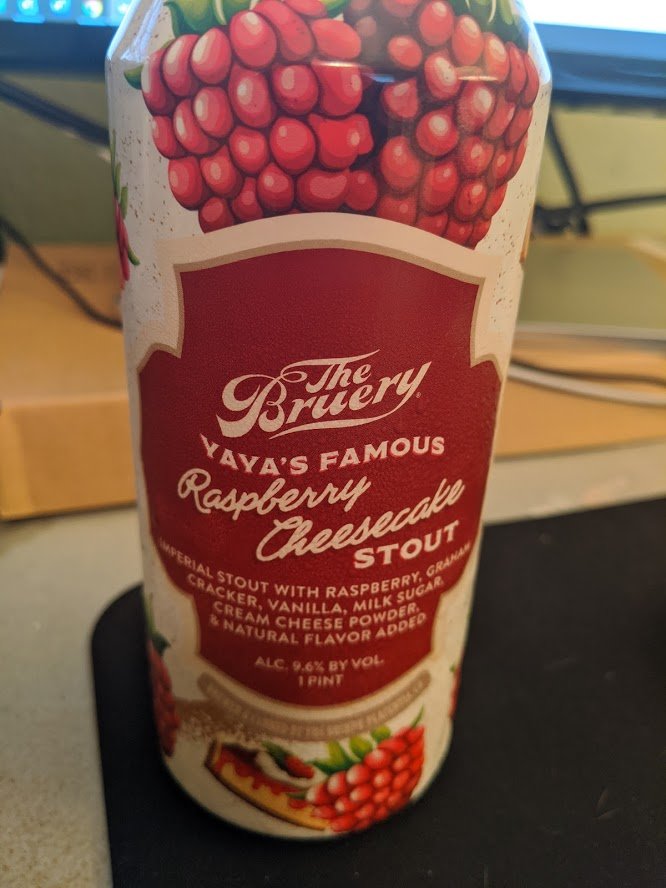 The
Bruery
YAYA'S FAMOUS
Raspberry
Cheesecake
STOUT
IMPERIAL STOUT WITH RASPBERRY, GRAHAM
CRACKER, VANILLA, MILK SUGAR,
CREAM CHEESE POWDER,
& NATURAL FLAVOR ADDED
ALC. 9.6% BY VOL.
1 PINT